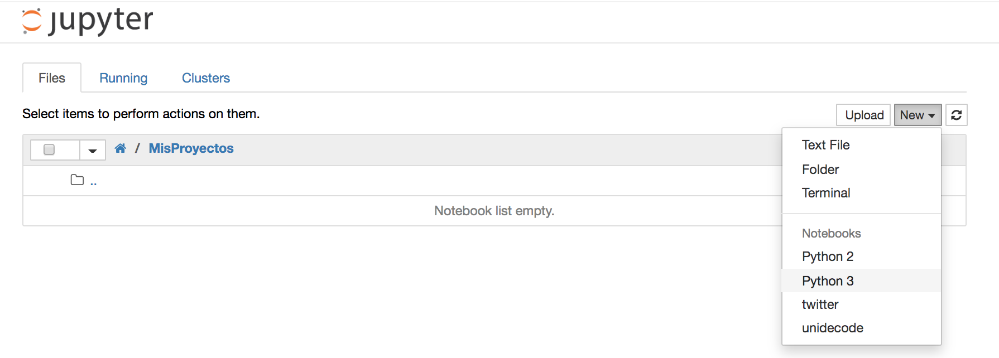 jupyter
Files Running Clusters
Select items to perform actions on them.
Upload New
/ MisProyectos
..
Notebook list empty.
Text File
Folder
Terminal
Notebooks
Python 2
Python 3
twitter
unidecode